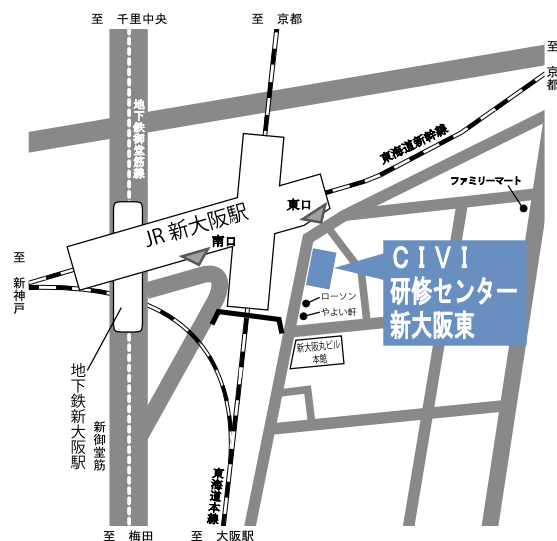 至 千里中央
至 京都
至
京都
地下鉄御堂筋線
東海道新幹線
ファミリーマート
東口
JR 新大阪駅
南口
CIVI
研修センター
新大阪東
至
新神戸
ローソン
やよい軒
新大阪丸ビル
本館
地下鉄新大阪駅
新御堂筋
東海道本線
至 梅田
至 大阪駅